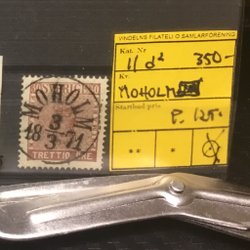 MOHOLM
3
18 3 71
TRETTIO ÖRE
VINDELNS FILATELI O SAMLARFÖRENING
Kat. Nr
11 d² 350-
Kv.
MOHOLM
Startbud pris
P. 125:
** * ⊙